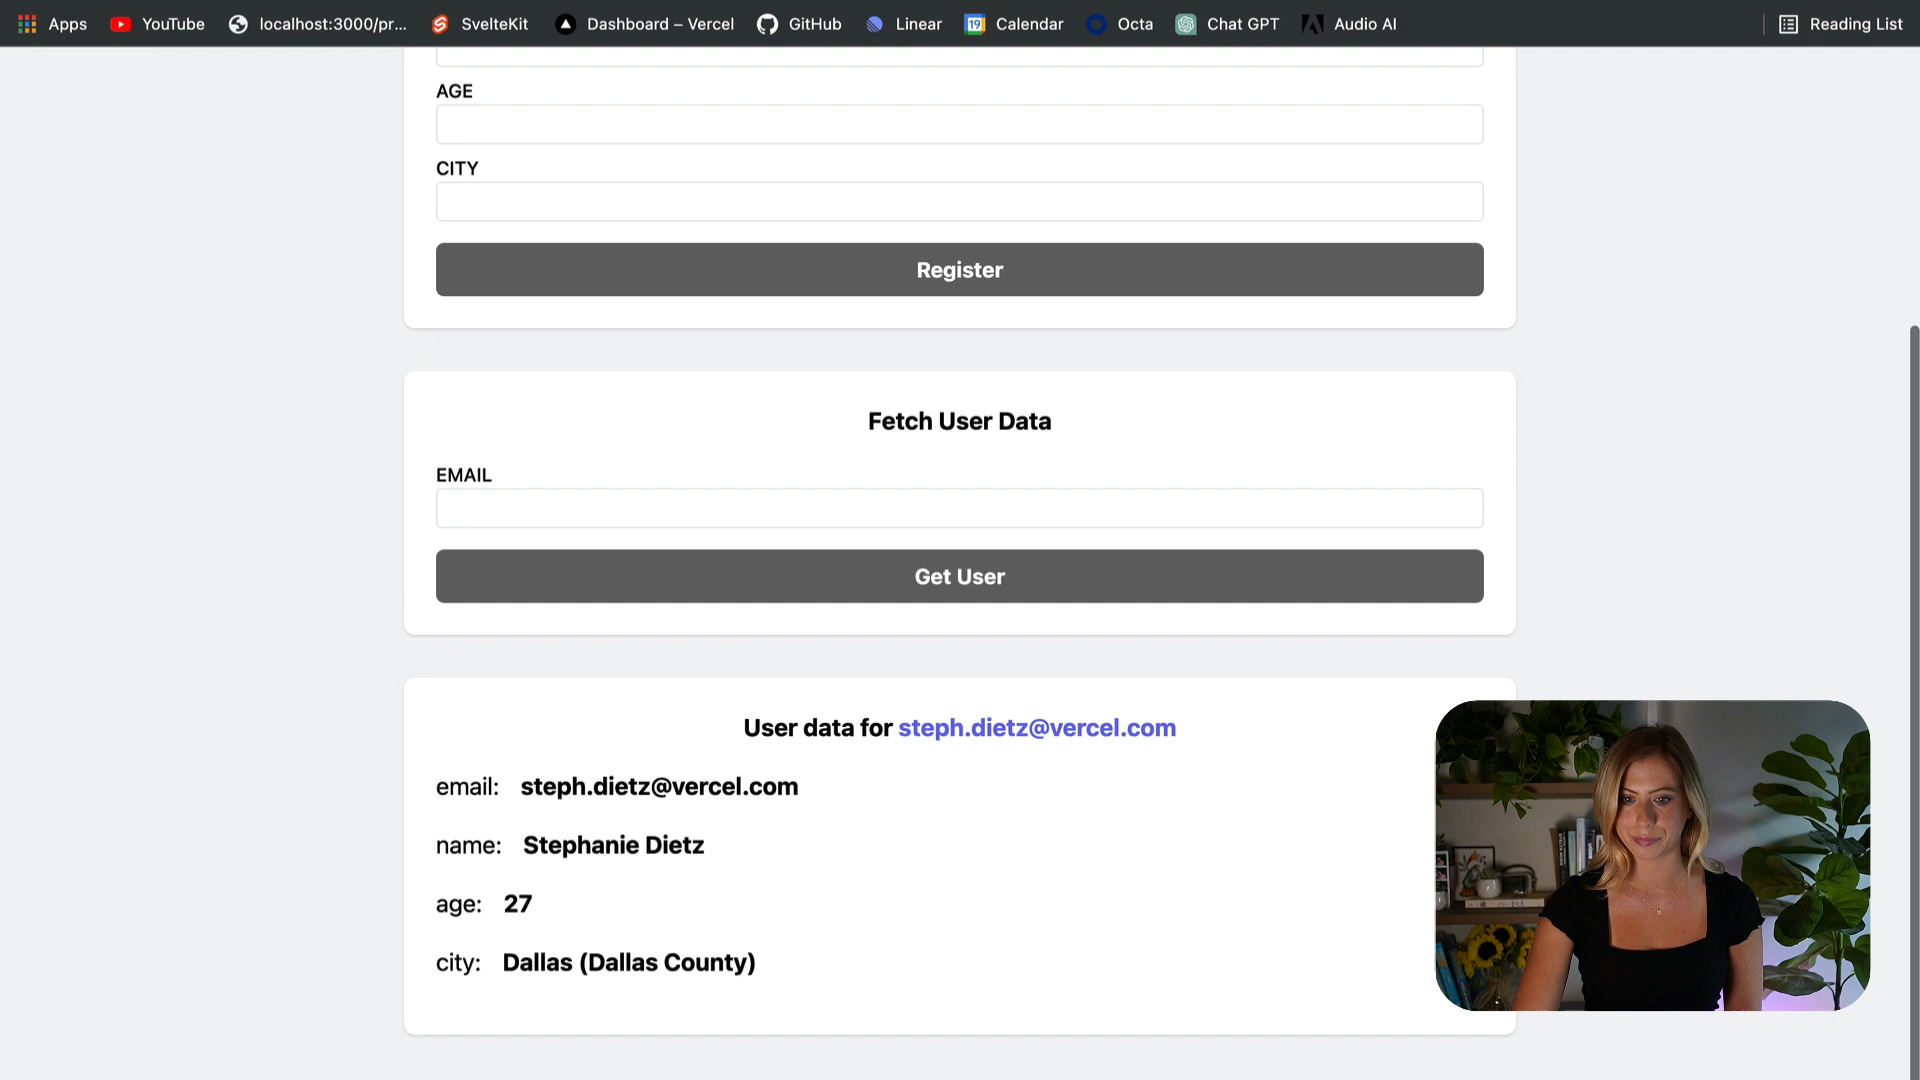 Apps YouTube localhost:3000/pr... SvelteKit Dashboard – Vercel GitHub Linear 19 Calendar Octa Chat GPT Audio AI Reading List
AGE
CITY
Register
Fetch User Data
EMAIL
Get User
User data for steph.dietz@vercel.com
email: steph.dietz@vercel.com
name: Stephanie Dietz
age: 27
city: Dallas (Dallas County)